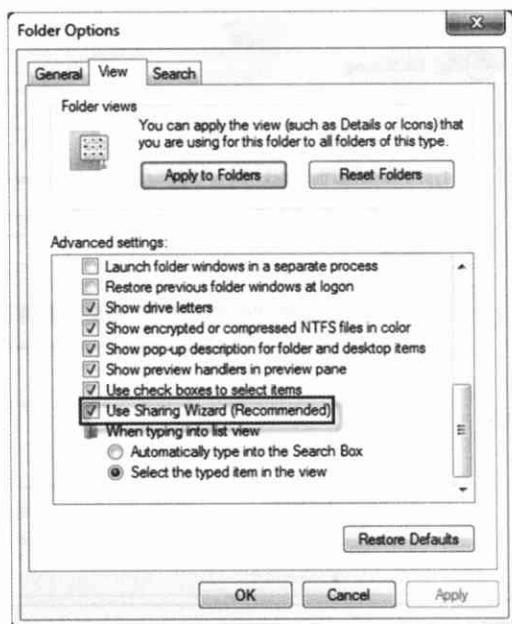 Folder Options
General
View
Search
Folder views
You can apply the view (such as Details or Icons) that
you are using for this folder to all folders of this type.
Apply to Folders
Reset Folders
Advanced settings:
Launch folder windows in a separate process
Restore previous folder windows at logon
Show drive letters
Show encrypted or compressed NTFS files in color
Show pop-up description for folder and desktop items
Show preview handlers in preview pane
Use check boxes to select items
Use Sharing Wizard (Recommended)
When typing into list view
Automatically type into the Search Box
Select the typed item in the view
Restore Defaults
OK
Cancel
Apply